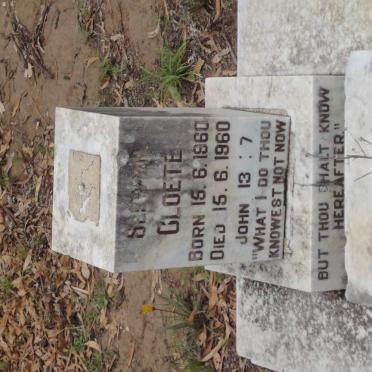 CLOETE
BORN 15.6.1960
DIED 15.6.1960
JOHN 13:7
"WHAT I DO THOU
KNOWEST NOT NOW
BUT THOU SHALT KNOW
HEREAFTER"